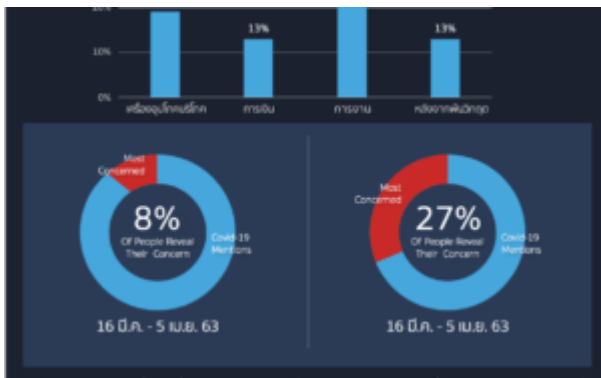 20%
13%
13%
10%
0%
เครื่องอุปโภคบริโภค
การเงิน
การงาน
หลังจากพ้นวิกฤต
Most
Concerned
8%
Of People Reveal
Their Concern
Covid-19
Mentions
16 มี.ค. - 5 เม.ย. 63
Most
Concerned
27%
Of People Reveal
Their Concern
Covid-19
Mentions
16 มี.ค. - 5 เม.ย. 63